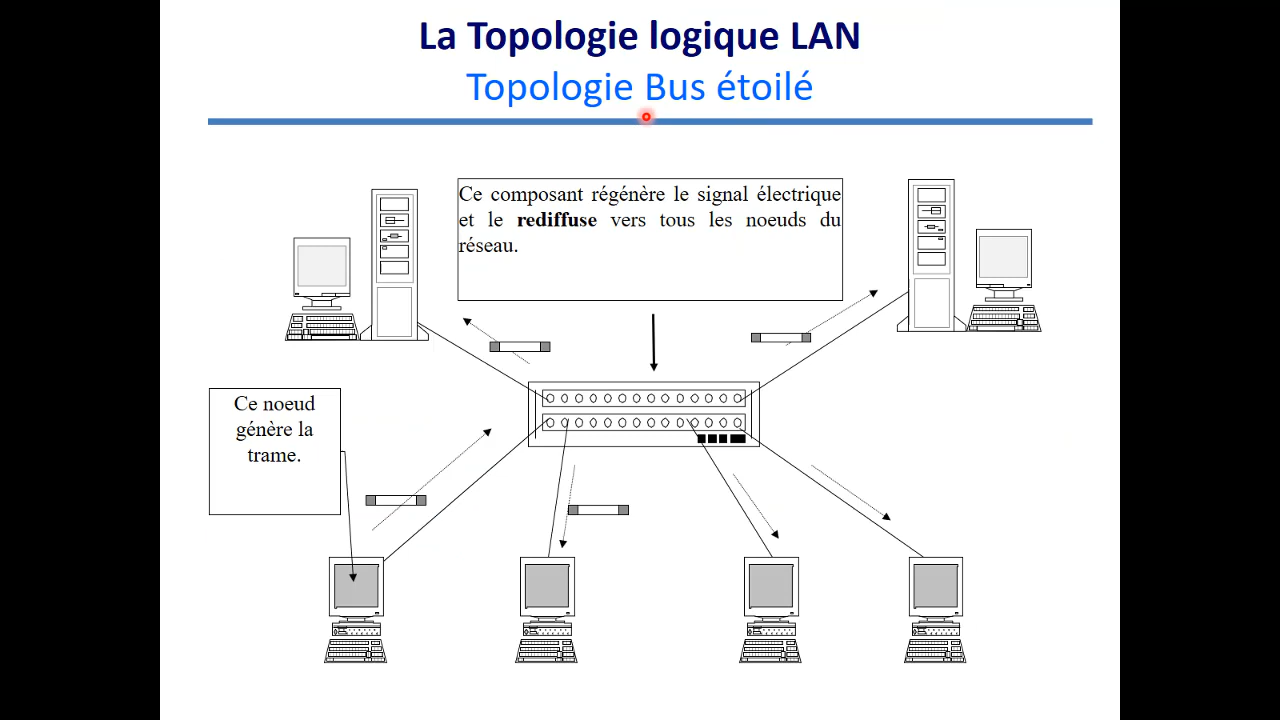 La Topologie logique LAN
Topologie Bus étoilé
Ce composant régénère le signal électrique
et le rediffuse vers tous les noeuds du
réseau.
Ce noeud
génère la
trame.